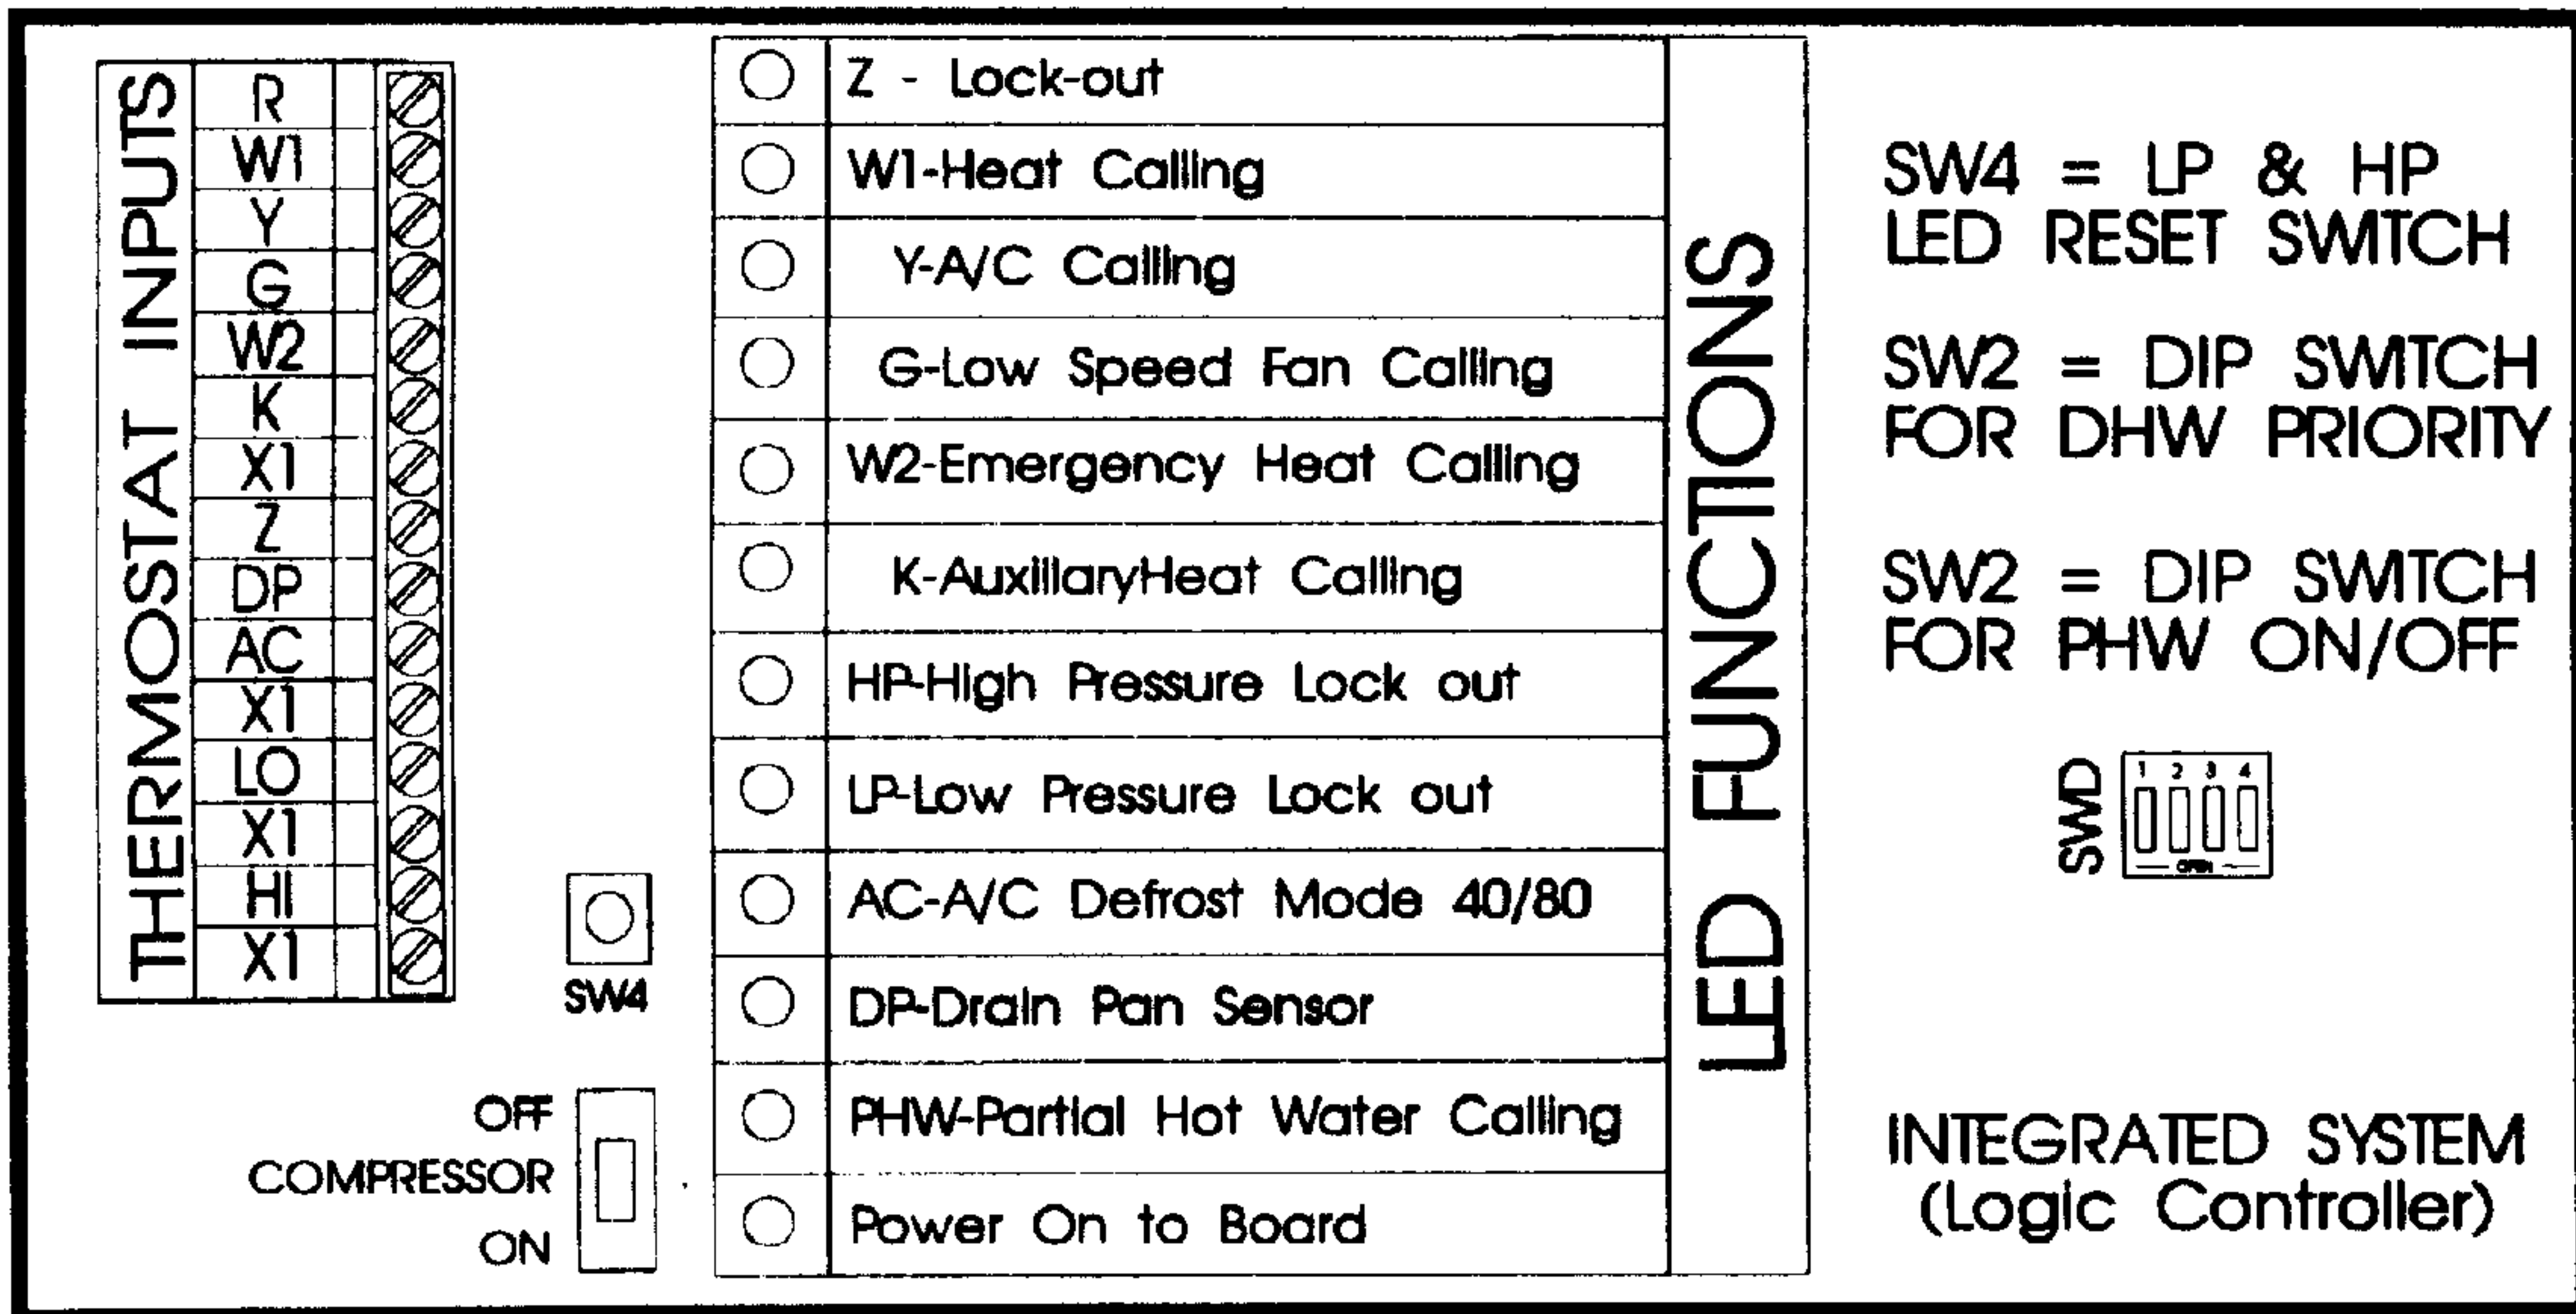 THERMOSTAT INPUTS
R
W1
Y
G
W2
K
X1
Z
DP
AC
X1
LO
X1
HI
X1
SW4
OFF
COMPRESSOR
ON
Z - Lock-out
W1-Heat Calling
Y-A/C Calling
G-Low Speed Fan Calling
W2-Emergency Heat Calling
K-AuxiliaryHeat Calling
HP-High Pressure Lock out
LP-Low Pressure Lock out
AC-A/C Defrost Mode 40/80
DP-Drain Pan Sensor
PHW-Partial Hot Water Calling
Power On to Board
LED FUNCTIONS
SW4 = LP & HP
LED RESET SWITCH
SW2 = DIP SWITCH
FOR DHW PRIORITY
SW2 = DIP SWITCH
FOR PHW ON/OFF
SWD
1 2 3 4
OPEN
INTEGRATED SYSTEM
(Logic Controller)